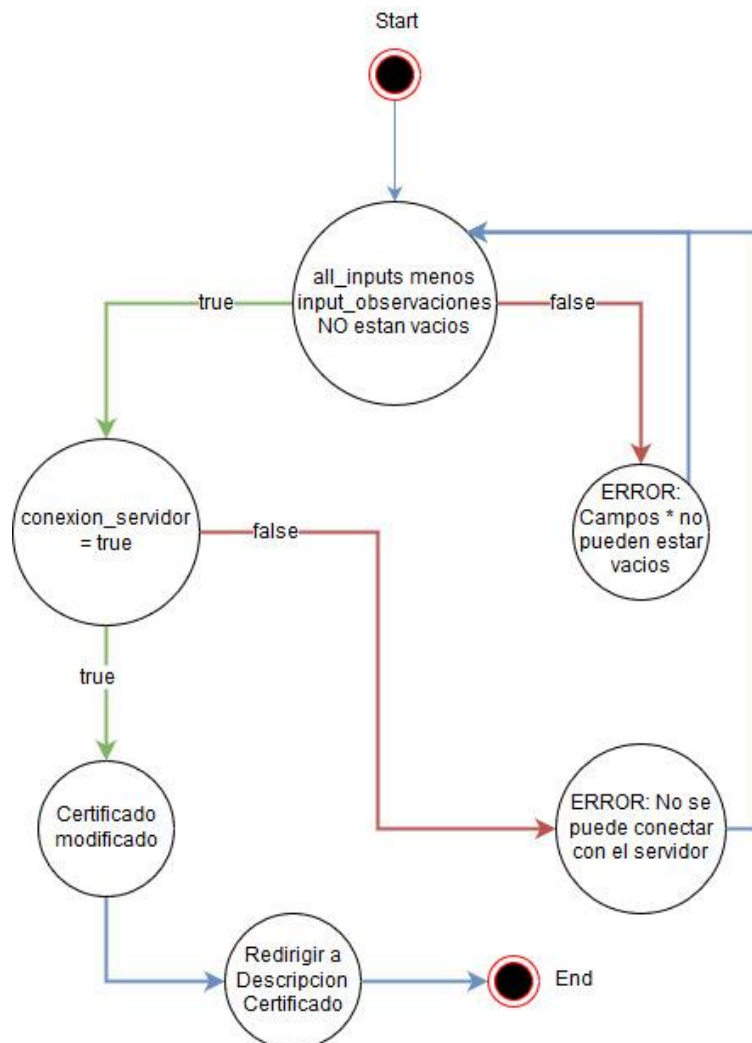 Start
all_inputs menos
input_observaciones
NO estan vacios
true
false
ERROR:
Campos * no
pueden estar
vacios
conexion_servidor
= true
false
true
Certificado
modificado
ERROR: No se
puede conectar
con el servidor
Redirigir a
Descripcion
Certificado
End